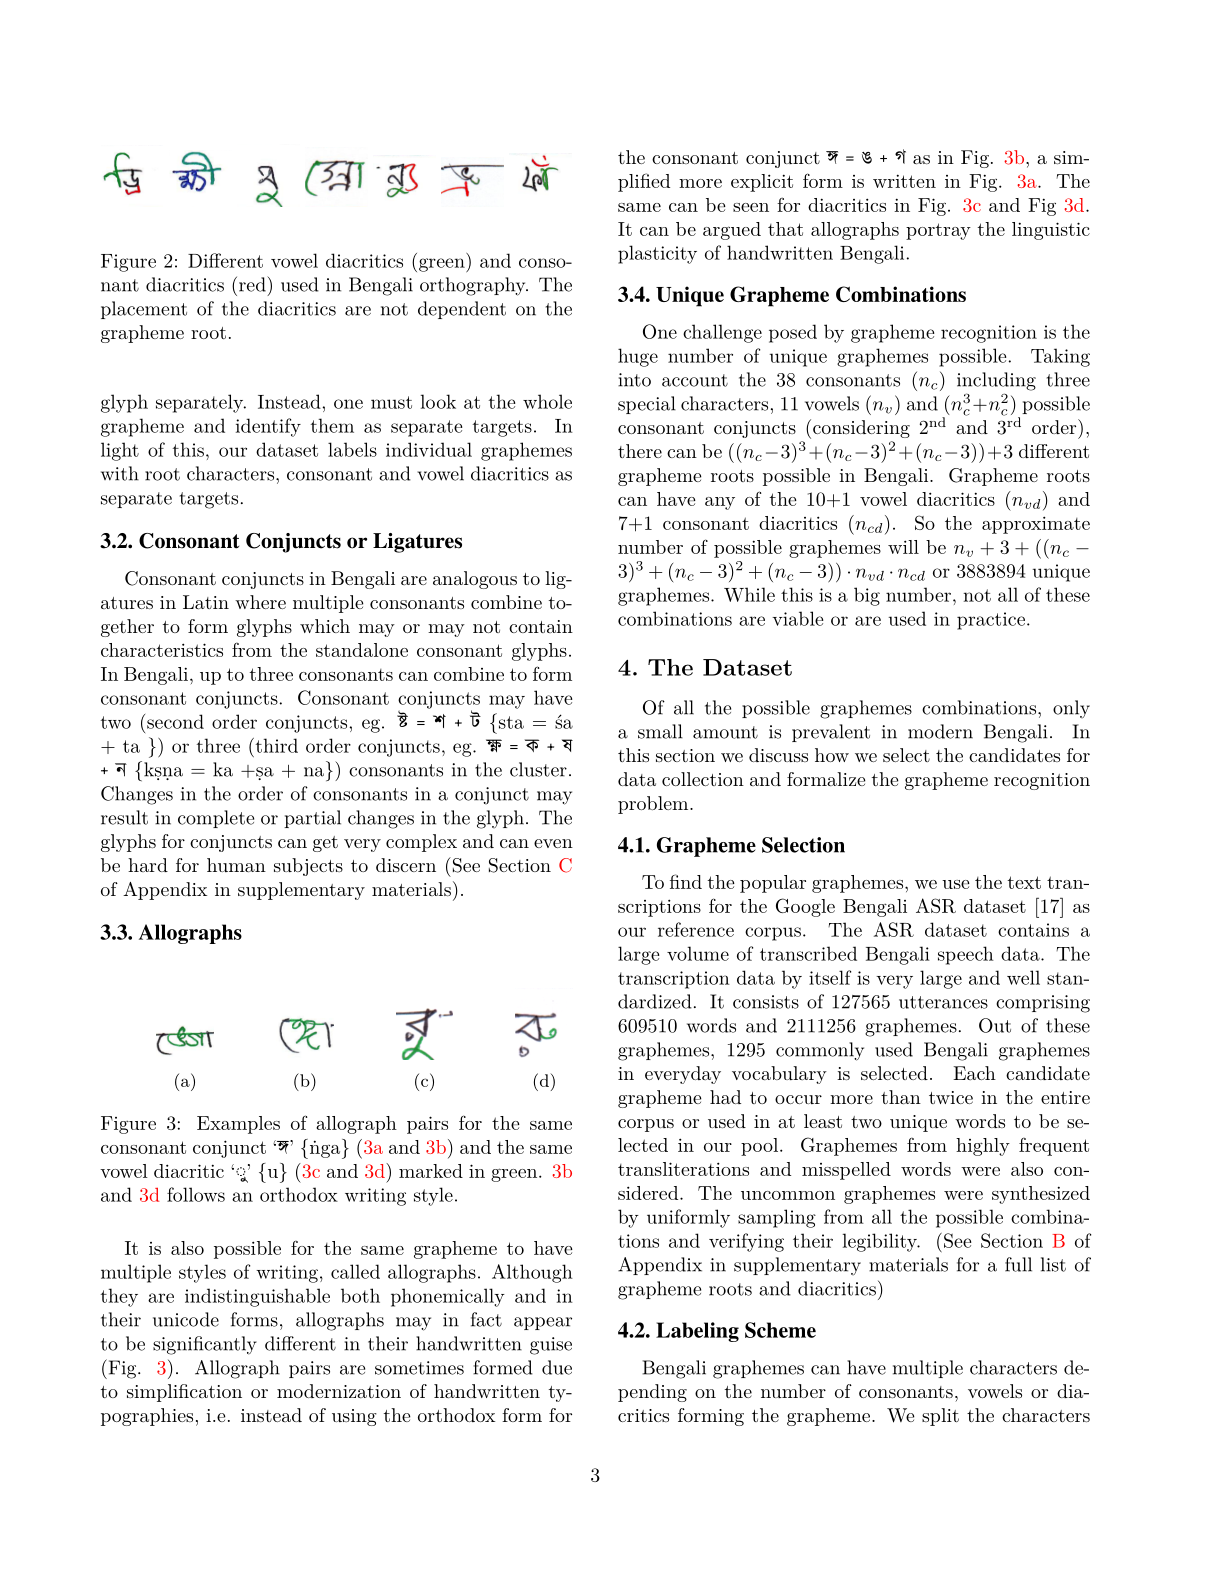 Figure 2: Different vowel diacritics (green) and conso-
nant diacritics (red) used in Bengali orthography. The
placement of the diacritics are not dependent on the
grapheme root.
glyph separately. Instead, one must look at the whole
grapheme and identify them as separate targets. In
light of this, our dataset labels individual graphemes
with root characters, consonant and vowel diacritics as
separate targets.
3.2. Consonant Conjuncts or Ligatures
Consonant conjuncts in Bengali are analogous to lig-
atures in Latin where multiple consonants combine to-
gether to form glyphs which may or may not contain
characteristics from the standalone consonant glyphs.
In Bengali, up to three consonants can combine to form
consonant conjuncts. Consonant conjuncts may have
two (second order conjuncts, eg. ষ্ট = শ + ট {sta = śa
+ ta }) or three (third order conjuncts, eg. ক্ষ্ণ = ক + ষ
+ ন {kṣṇa = ka +ṣa + na}) consonants in the cluster.
Changes in the order of consonants in a conjunct may
result in complete or partial changes in the glyph. The
glyphs for conjuncts can get very complex and can even
be hard for human subjects to discern (See Section C
of Appendix in supplementary materials).
3.3. Allographs
(a) (b) (c) (d)
Figure 3: Examples of allograph pairs for the same
consonant conjunct ‘ঙ্গ’ {ṅga} (3a and 3b) and the same
vowel diacritic ‘ু’ {u} (3c and 3d) marked in green. 3b
and 3d follows an orthodox writing style.
It is also possible for the same grapheme to have
multiple styles of writing, called allographs. Although
they are indistinguishable both phonemically and in
their unicode forms, allographs may in fact appear
to be significantly different in their handwritten guise
(Fig. 3). Allograph pairs are sometimes formed due
to simplification or modernization of handwritten ty-
pographies, i.e. instead of using the orthodox form for
the consonant conjunct ঙ্গ = ঙ + গ as in Fig. 3b, a sim-
plified more explicit form is written in Fig. 3a. The
same can be seen for diacritics in Fig. 3c and Fig 3d.
It can be argued that allographs portray the linguistic
plasticity of handwritten Bengali.
3.4. Unique Grapheme Combinations
One challenge posed by grapheme recognition is the
huge number of unique graphemes possible. Taking
into account the 38 consonants (n_c) including three
special characters, 11 vowels (n_v) and (n_c^3+n_c^2) possible
consonant conjuncts (considering 2nd and 3rd order),
there can be ((n_c−3)^3+(n_c−3)^2+(n_c−3))+3 different
grapheme roots possible in Bengali. Grapheme roots
can have any of the 10+1 vowel diacritics (n_vd) and
7+1 consonant diacritics (n_cd). So the approximate
number of possible graphemes will be n_v + 3 + ((n_c −
3)^3 + (n_c − 3)^2 + (n_c − 3)) · n_vd · n_cd or 3883894 unique
graphemes. While this is a big number, not all of these
combinations are viable or are used in practice.
4. The Dataset
Of all the possible graphemes combinations, only
a small amount is prevalent in modern Bengali. In
this section we discuss how we select the candidates for
data collection and formalize the grapheme recognition
problem.
4.1. Grapheme Selection
To find the popular graphemes, we use the text tran-
scriptions for the Google Bengali ASR dataset [17] as
our reference corpus. The ASR dataset contains a
large volume of transcribed Bengali speech data. The
transcription data by itself is very large and well stan-
dardized. It consists of 127565 utterances comprising
609510 words and 2111256 graphemes. Out of these
graphemes, 1295 commonly used Bengali graphemes
in everyday vocabulary is selected. Each candidate
grapheme had to occur more than twice in the entire
corpus or used in at least two unique words to be se-
lected in our pool. Graphemes from highly frequent
transliterations and misspelled words were also con-
sidered. The uncommon graphemes were synthesized
by uniformly sampling from all the possible combina-
tions and verifying their legibility. (See Section B of
Appendix in supplementary materials for a full list of
grapheme roots and diacritics)
4.2. Labeling Scheme
Bengali graphemes can have multiple characters de-
pending on the number of consonants, vowels or dia-
critics forming the grapheme. We split the characters
3